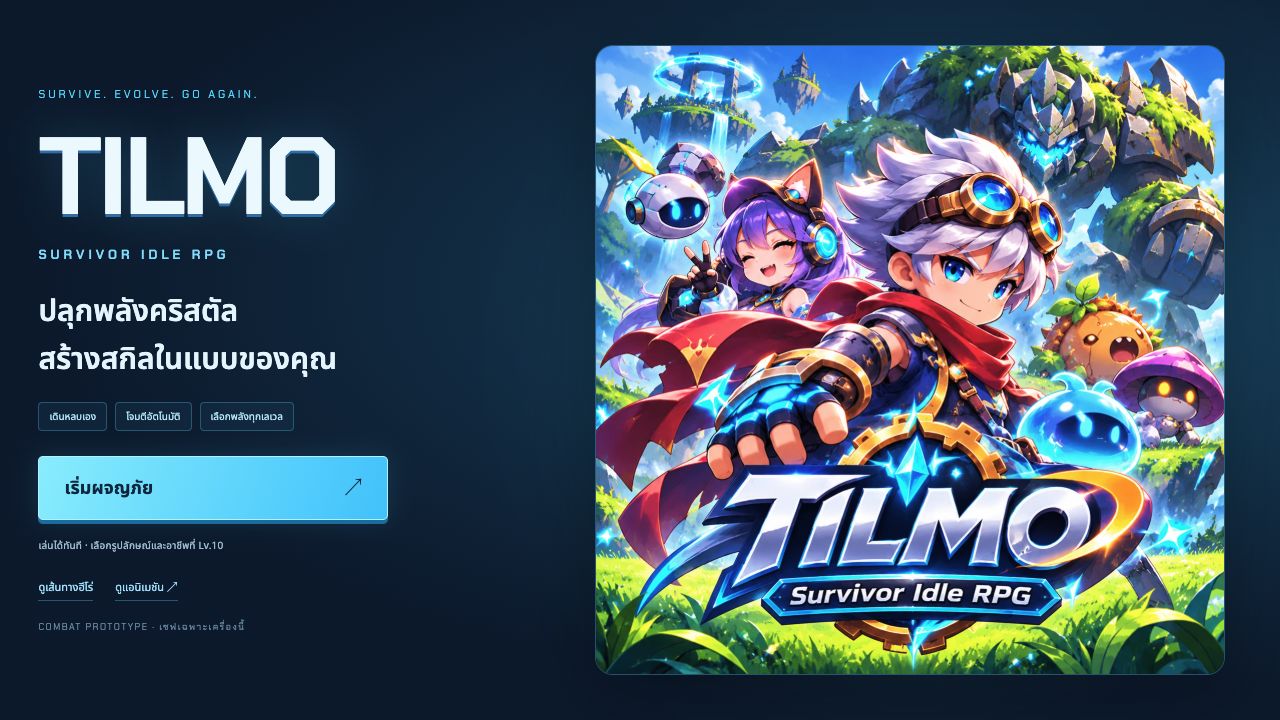 SURVIVE. EVOLVE. GO AGAIN.
TILMO
SURVIVOR IDLE RPG
ปลุกพลังคริสตัล
สร้างสกิลในแบบของคุณ
เดินหลบเอง
โจมตีอัตโนมัติ
เลือกพลังทุกเลเวล
เริ่มผจญภัย ↗
เล่นได้ทันที · เลือกรูปลักษณ์และอาชีพที่ Lv.10
ดูเส้นทางฮีโร่
ดูแอนิเมชัน ↗
COMBAT PROTOTYPE · เซฟเฉพาะเครื่องนี้
TILMO
Survivor Idle RPG